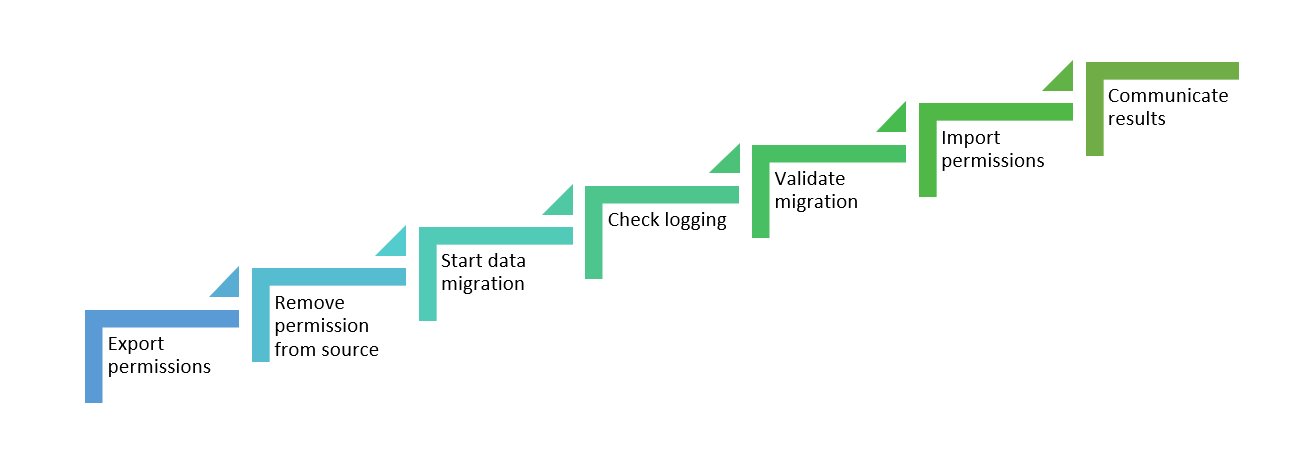 Export
permissions
Remove
permission
from source
Start data
migration
Check logging
Validate
migration
Import
permissions
Communicate
results